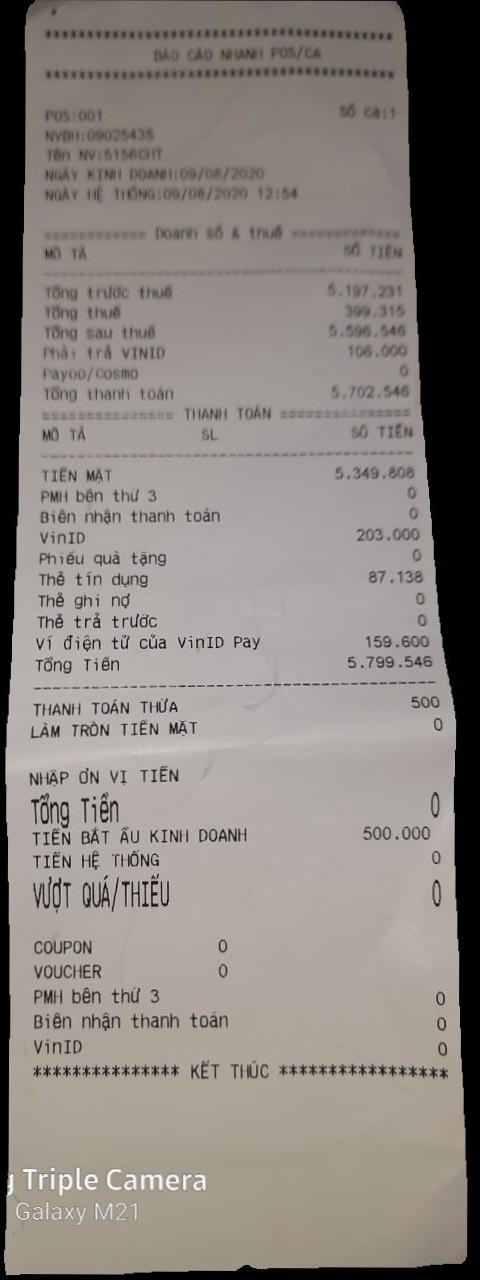 ************************************
BÁO CÁO NHANH POS/CA
************************************
POS:001 Số ca:1
NVBH:09025435
Tên NV:5156CHT
NGÀY KINH DOANH:09/08/2020
NGÀY HỆ THỐNG:09/08/2020 12:54
============ Doanh số & thuế ============
MÔ TẢ SỐ TIỀN
Tổng trước thuế 5.197.231
Tổng thuế 399.315
Tổng sau thuế 5.596.546
Phải trả VINID 106.000
Payoo/Cosmo 0
Tổng thanh toán 5.702.546
=============== THANH TOÁN ===============
MÔ TẢ SL SỐ TIỀN
TIỀN MẶT 5.349.808
PMH bên thứ 3 0
Biên nhận thanh toán 0
VinID 203.000
Phiếu quà tặng 0
Thẻ tín dụng 87.138
Thẻ ghi nợ 0
Thẻ trả trước 0
Ví điện tử của VinID Pay 159.600
Tổng Tiền 5.799.546
THANH TOÁN THỪA 500
LÀM TRÒN TIỀN MẶT 0
NHẬP ƠN VỊ TIỀN
Tổng Tiền 0
TIỀN BẮT ẦU KINH DOANH 500.000
TIỀN HỆ THỐNG 0
VƯỢT QUÁ/THIẾU 0
COUPON 0
VOUCHER 0
PMH bên thứ 3 0
Biên nhận thanh toán 0
VinID 0
*************** KẾT THÚC *****************
g Triple Camera
Galaxy M21